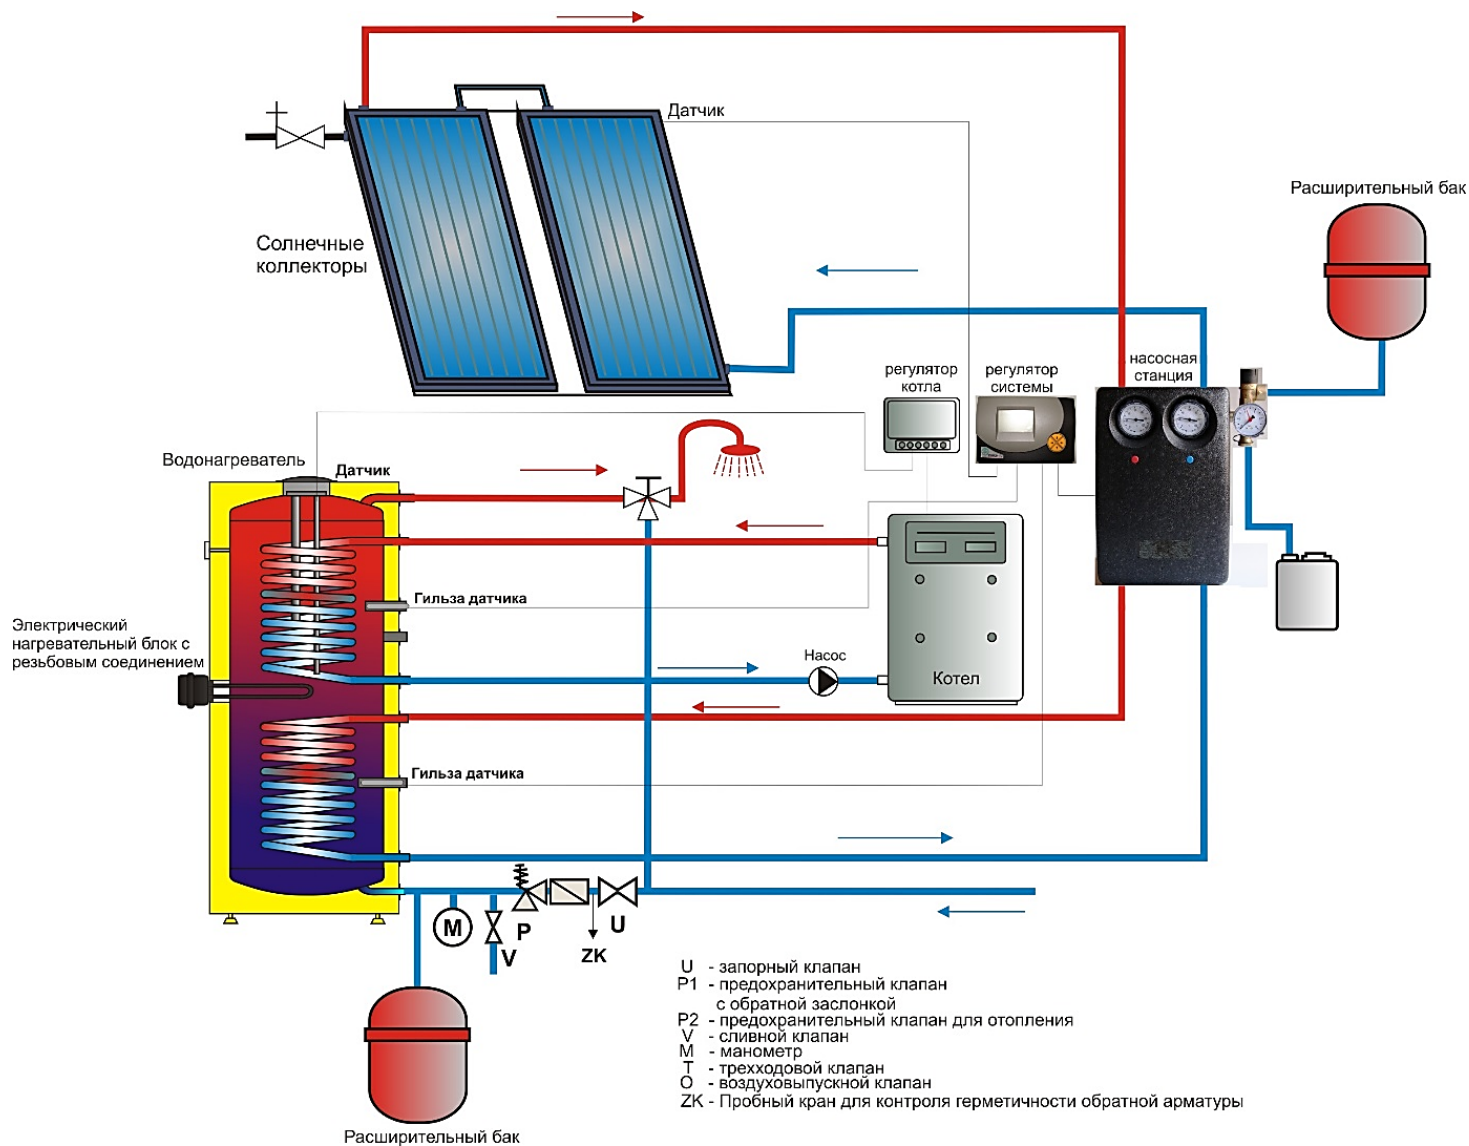 Датчик
Расширительный бак
Солнечные
коллекторы
насосная
станция
регулятор
котла
регулятор
системы
Водонагреватель
Датчик
Гильза датчика
Электрический
нагревательный блок с
резьбовым соединением
Насос
Котел
Гильза датчика
M
P
U
V
ZK
U - запорный клапан
P1 - предохранительный клапан
с обратной заслонкой
P2 - предохранительный клапан для отопления
V - сливной клапан
M - манометр
T - трехходовой клапан
O - воздуховыпускной клапан
ZK - Пробный кран для контроля герметичности обратной арматуры
Расширительный бак